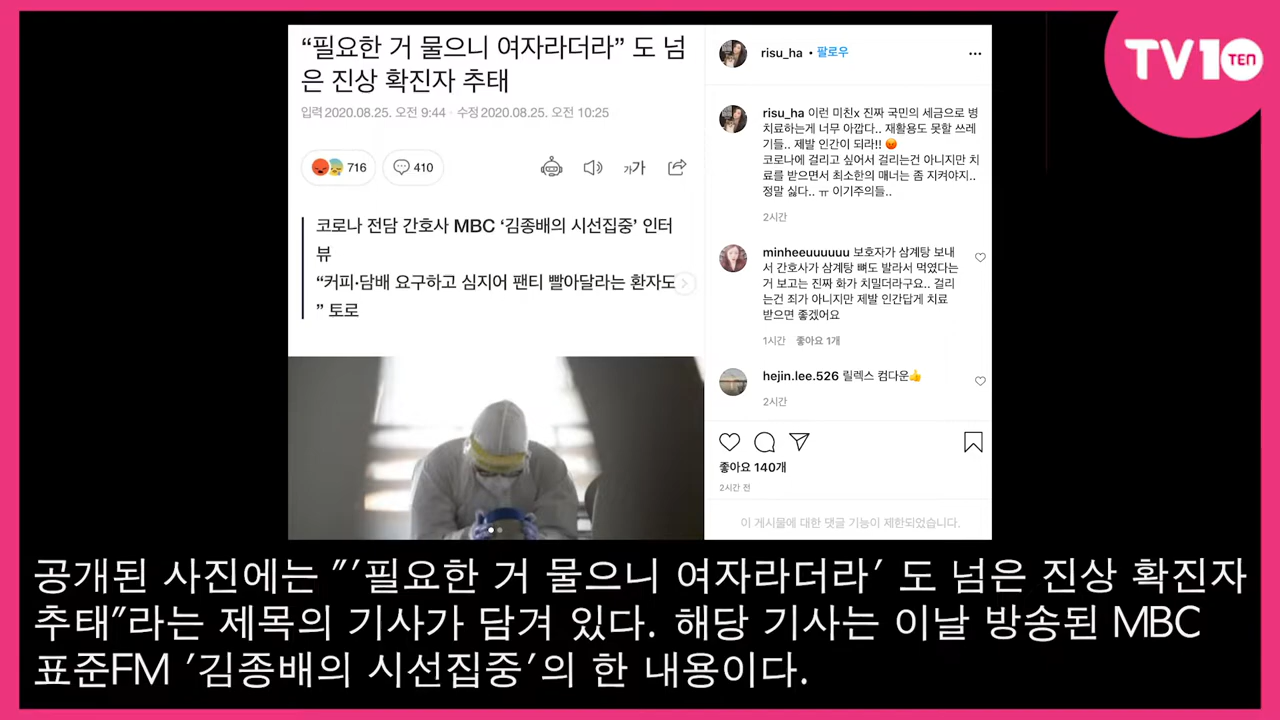 “필요한 거 물으니 여자라더라” 도 넘
은 진상 확진자 추태
입력 2020.08.25. 오전 9:44 · 수정 2020.08.25. 오전 10:25
716
410
가가
코로나 전담 간호사 MBC ‘김종배의 시선집중’ 인터
뷰
“커피·담배 요구하고 심지어 팬티 빨아달라는 환자도
” 토로
risu_ha • 팔로우
risu_ha 이런 미친x 진짜 국민의 세금으로 병
치료하는게 너무 아깝다.. 재활용도 못할 쓰레
기들.. 제발 인간이 되라!! 😡
코로나에 걸리고 싶어서 걸리는건 아니지만 치
료를 받으면서 최소한의 매너는 좀 지켜야지..
정말 싫다.. ㅠ 이기주의들..
2시간
minheeuuuuuu 보호자가 삼계탕 보내
서 간호사가 삼계탕 뼈도 발라서 먹였다는
거 보고는 진짜 화가 치밀더라구요.. 걸리
는건 죄가 아니지만 제발 인간답게 치료
받으면 좋겠어요
1시간 좋아요 1개
hejin.lee.526 릴렉스 컴다운👍
2시간
좋아요 140개
2시간 전
이 게시물에 대한 댓글 기능이 제한되었습니다.
TV10 TEN
공개된 사진에는 "'필요한 거 물으니 여자라더라' 도 넘은 진상 확진자
추태"라는 제목의 기사가 담겨 있다. 해당 기사는 이날 방송된 MBC
표준FM '김종배의 시선집중'의 한 내용이다.